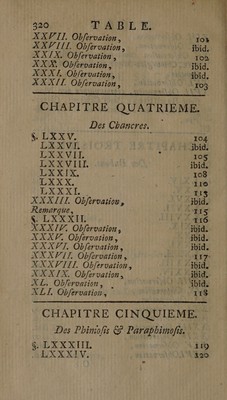 320 TABLE.
XXVII. Observation, 101
XXVIII. Observation, ibid.
XXIX. Observation, 102
XXX. Observation, ibid.
XXXI. Observation, ibid.
XXXII. Observation, 103
CHAPITRE QUATRIEME.
Des Chancres.
§. LXXV. 104
LXXVI. ibid.
LXXVII. 105
LXXVIII. ibid.
LXXIX. 108
LXXX. 110
LXXXI. 113
XXXIII. Observation, ibid.
Remarque, 115
§. LXXXII. 116
XXXIV. Observation, ibid.
XXXV. Observation, ibid.
XXXVI. Observation, ibid.
XXXVII. Observation, 117
XXXVIII. Observation, ibid.
XXXIX. Observation, ibid.
XL. Observation, ibid.
XLI. Observation, 118
CHAPITRE CINQUIEME.
Des Phimosis & Paraphimosis.
§. LXXXIII. 119
LXXXIV. 120